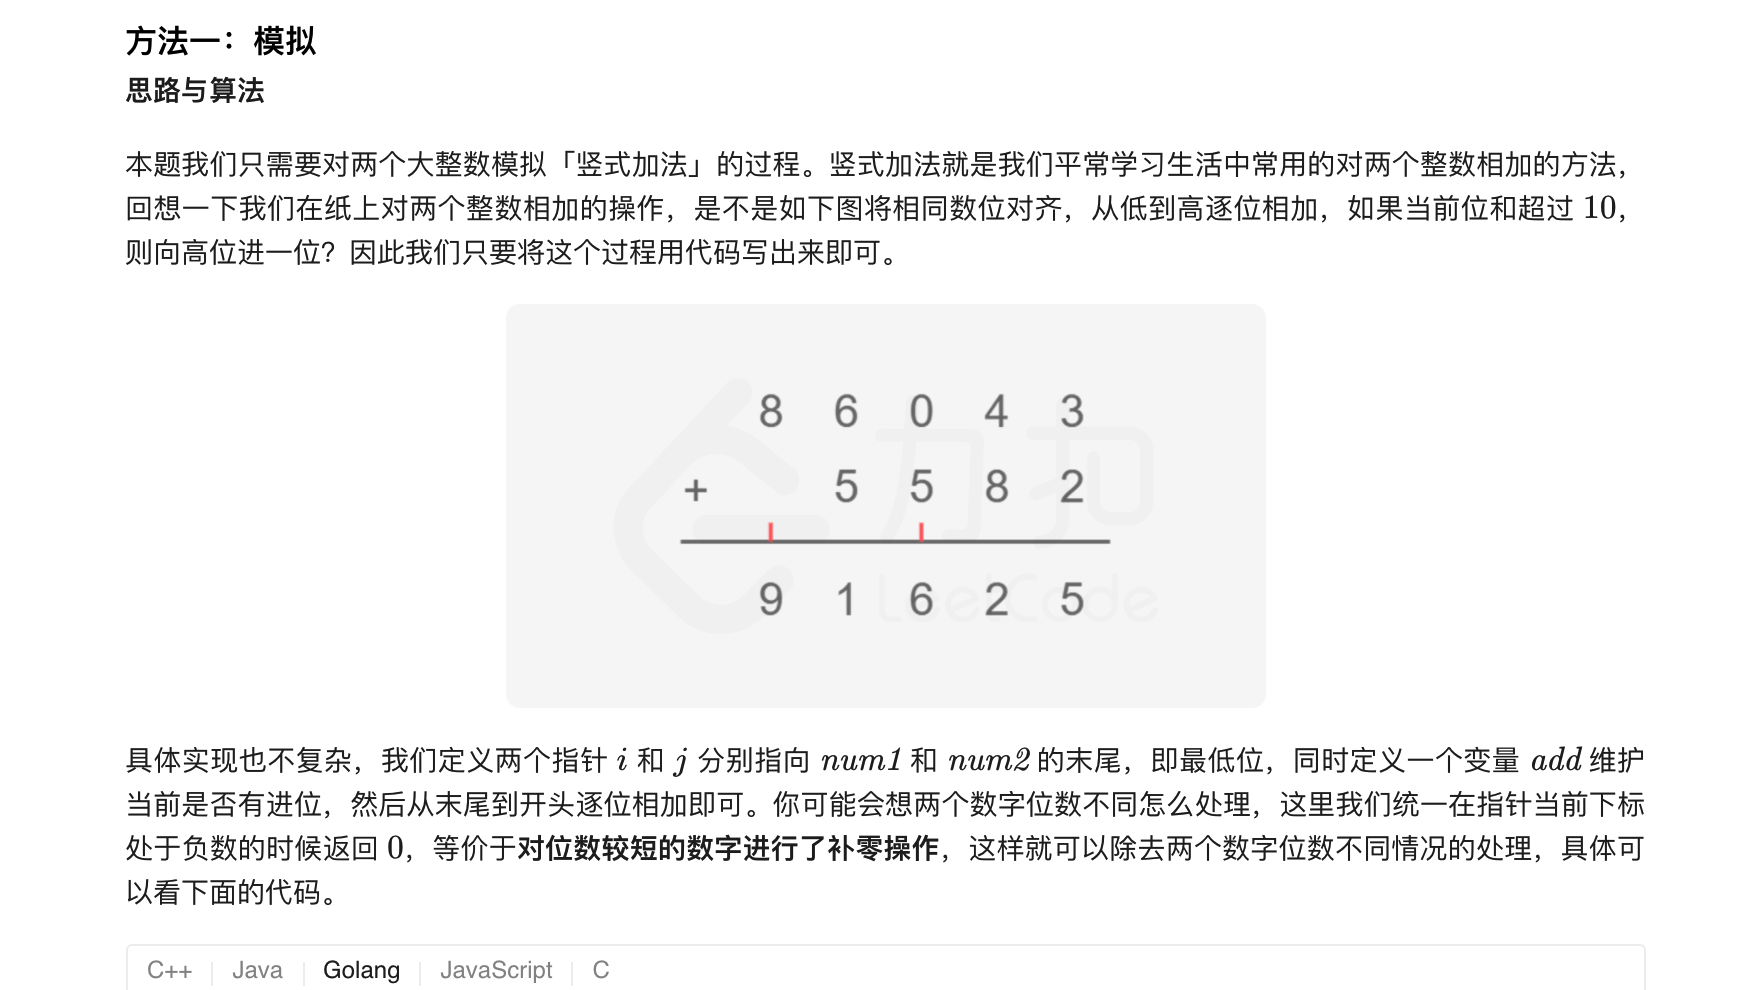 方法一：模拟
思路与算法
本题我们只需要对两个大整数模拟「竖式加法」的过程。竖式加法就是我们平常学习生活中常用的对两个整数相加的方法，
回想一下我们在纸上对两个整数相加的操作，是不是如下图将相同数位对齐，从低到高逐位相加，如果当前位和超过 10，
则向高位进一位？因此我们只要将这个过程用代码写出来即可。
8 6 0 4 3
+ 5 5 8 2
9 1 6 2 5
力扣
LeetCode
具体实现也不复杂，我们定义两个指针 i 和 j 分别指向 num1 和 num2 的末尾，即最低位，同时定义一个变量 add 维护
当前是否有进位，然后从末尾到开头逐位相加即可。你可能会想两个数字位数不同怎么处理，这里我们统一在指针当前下标
处于负数的时候返回 0，等价于对位数较短的数字进行了补零操作，这样就可以除去两个数字位数不同情况的处理，具体可
以看下面的代码。
C++ Java Golang JavaScript C